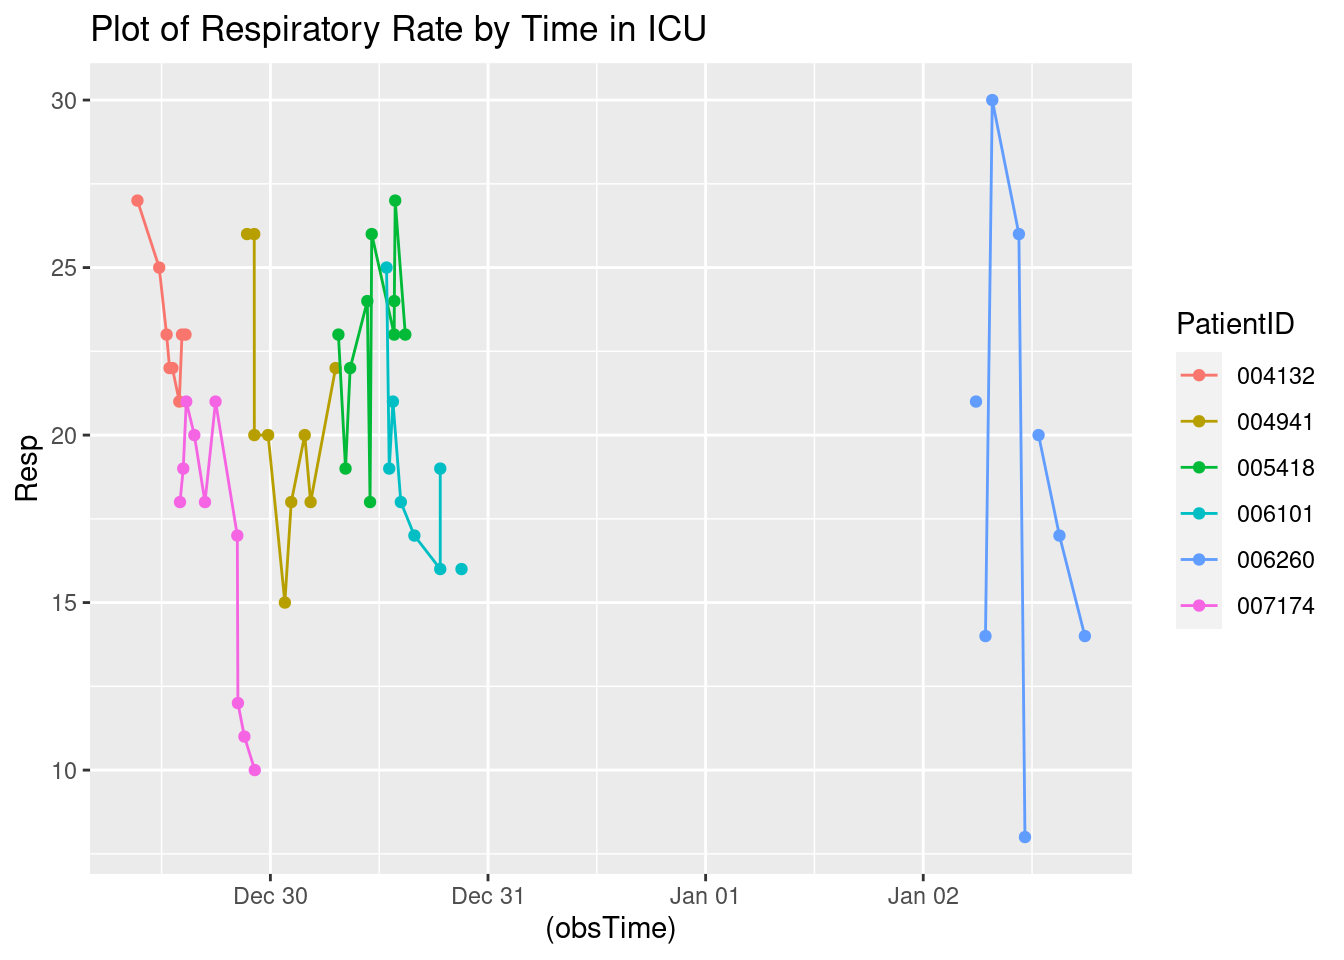 Plot of Respiratory Rate by Time in ICU
30
25
20
15
10
Resp
Dec 30
Dec 31
Jan 01
Jan 02
(obsTime)
PatientID
004132
004941
005418
006101
006260
007174